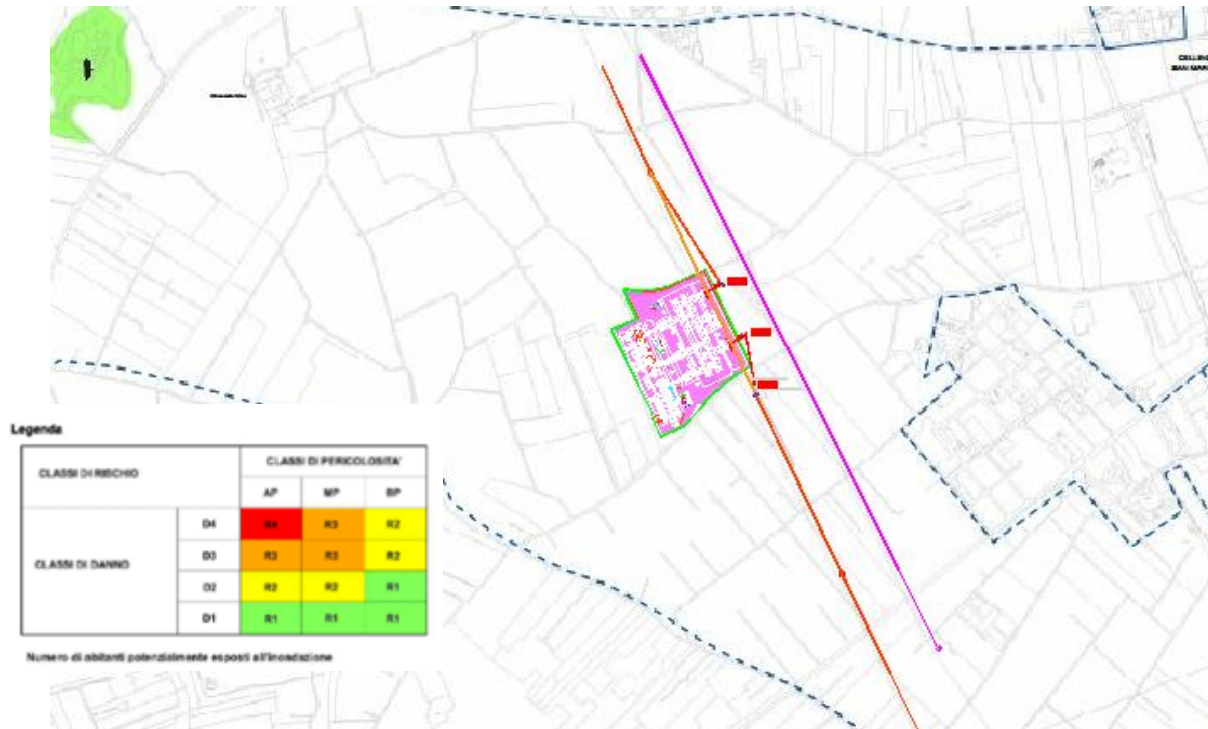 Legenda
CLASSI DI RISCHIO
CLASSI DI PERICOLOSITA'
AP MP BP
CLASSI DI DANNO
D4 R4 R3 R2
D3 R3 R3 R2
D2 R2 R2 R1
D1 R1 R1 R1
Numero di abitanti potenzialmente esposti all'inondazione